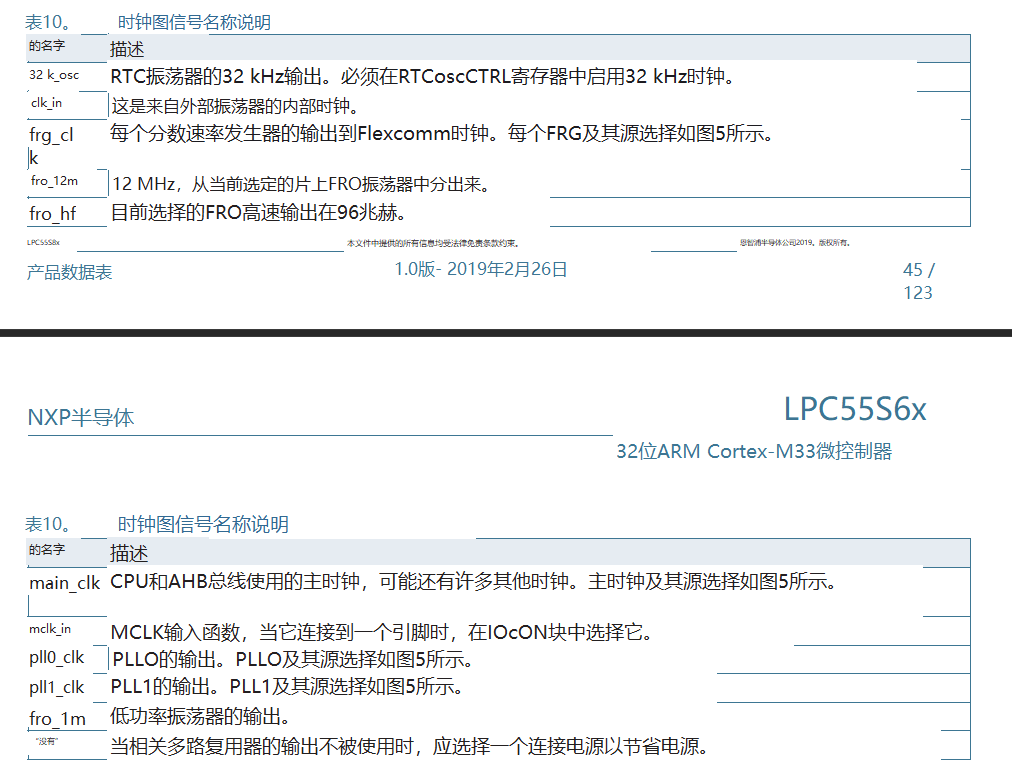 表10。 时钟图信号名称说明
的名字 描述
32 k_osc RTC振荡器的32 kHz输出。必须在RTCoscCTRL寄存器中启用32 kHz时钟。
clk_in 这是来自外部振荡器的内部时钟。
frg_cl 每个分数速率发生器的输出到Flexcomm时钟。每个FRG及其源选择如图5所示。
k
fro_12m 12 MHz，从当前选定的片上FRO振荡器中分出来。
fro_hf 目前选择的FRO高速输出在96兆赫。
LPC55S8x 本文件中提供的所有信息均受法律免责条款约束。 恩智浦半导体公司2019。版权所有。
产品数据表 1.0版- 2019年2月26日 45 /
123
NXP半导体 LPC55S6x
32位ARM Cortex-M33微控制器
表10。 时钟图信号名称说明
的名字 描述
main_clk CPU和AHB总线使用的主时钟，可能还有许多其他时钟。主时钟及其源选择如图5所示。
mclk_in MCLK输入函数，当它连接到一个引脚时，在IOcON块中选择它。
pll0_clk PLLO的输出。PLLO及其源选择如图5所示。
pll1_clk PLL1的输出。PLL1及其源选择如图5所示。
fro_1m 低功率振荡器的输出。
“没有” 当相关多路复用器的输出不被使用时，应选择一个连接电源以节省电源。